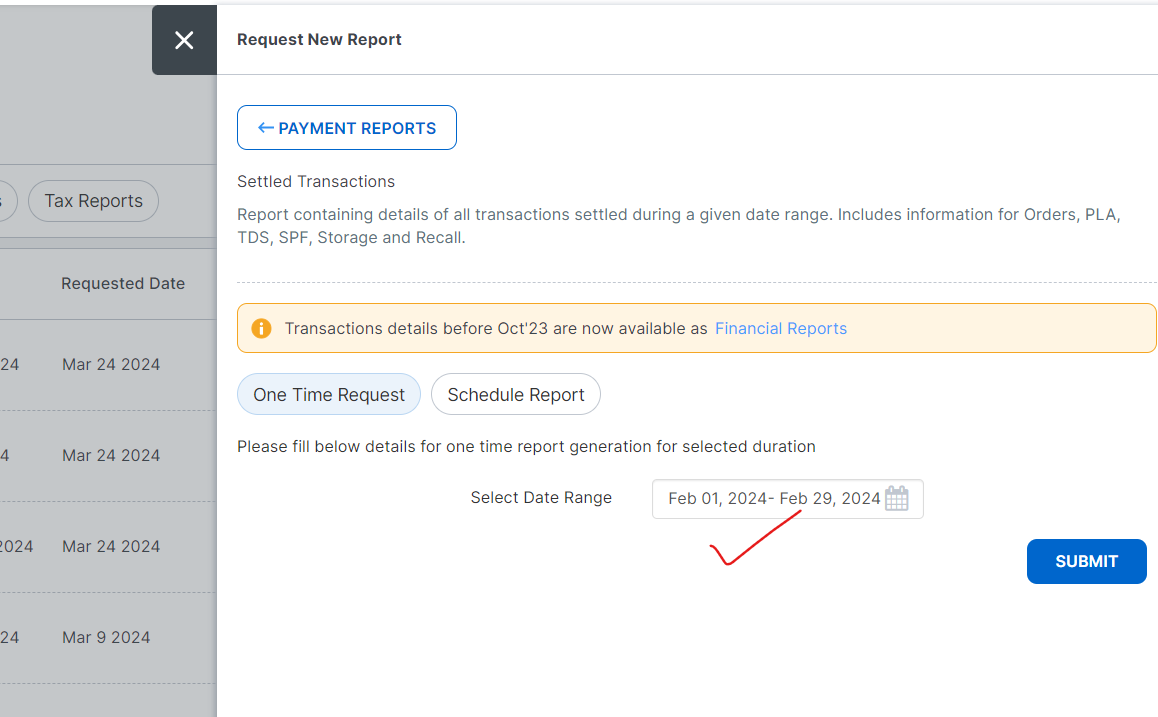 Request New Report
← PAYMENT REPORTS
Settled Transactions
Report containing details of all transactions settled during a given date range. Includes information for Orders, PLA,
TDS, SPF, Storage and Recall.
Transactions details before Oct'23 are now available as Financial Reports
One Time Request
Schedule Report
Please fill below details for one time report generation for selected duration
Select Date Range
Feb 01, 2024- Feb 29, 2024
SUBMIT
Tax Reports
Requested Date
24 Mar 24 2024
4 Mar 24 2024
2024 Mar 24 2024
24 Mar 9 2024